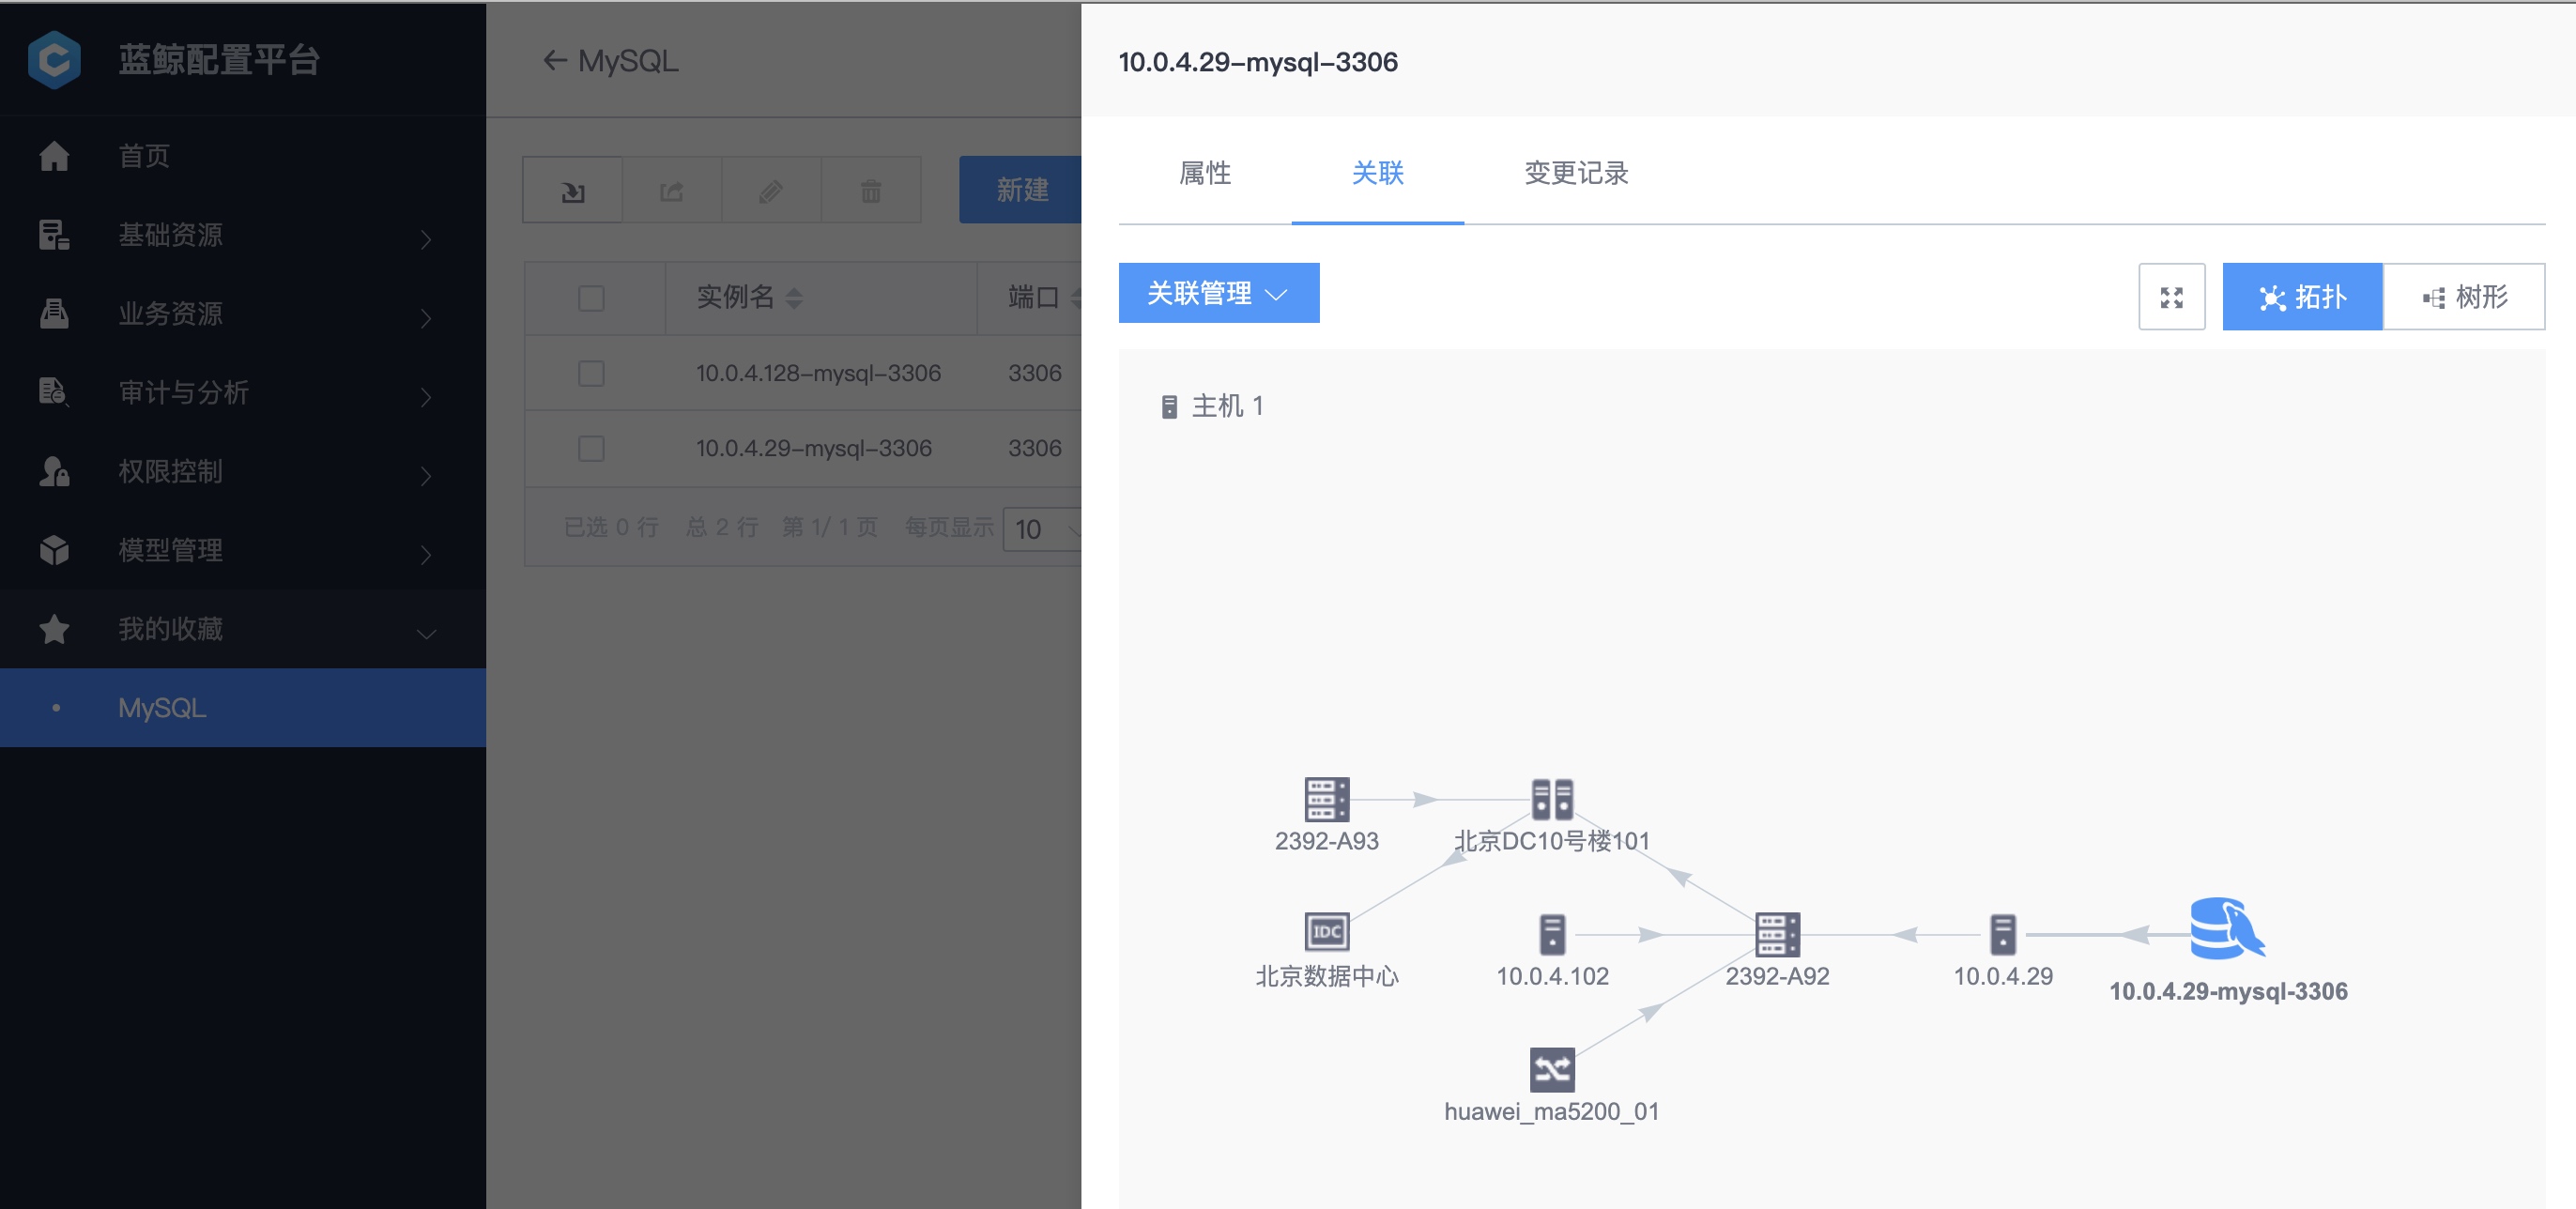 蓝鲸配置平台
首页
基础资源
业务资源
审计与分析
权限控制
模型管理
我的收藏
MySQL
← MySQL
新建
实例名 端口
10.0.4.128-mysql-3306 3306
10.0.4.29-mysql-3306 3306
已选 0 行 总 2 行 第 1/ 1 页 每页显示 10
10.0.4.29-mysql-3306
属性 关联 变更记录
关联管理 拓扑 树形
主机 1
2392-A93 北京DC10号楼101
IDC
北京数据中心 10.0.4.102 2392-A92 10.0.4.29
10.0.4.29-mysql-3306
huawei_ma5200_01